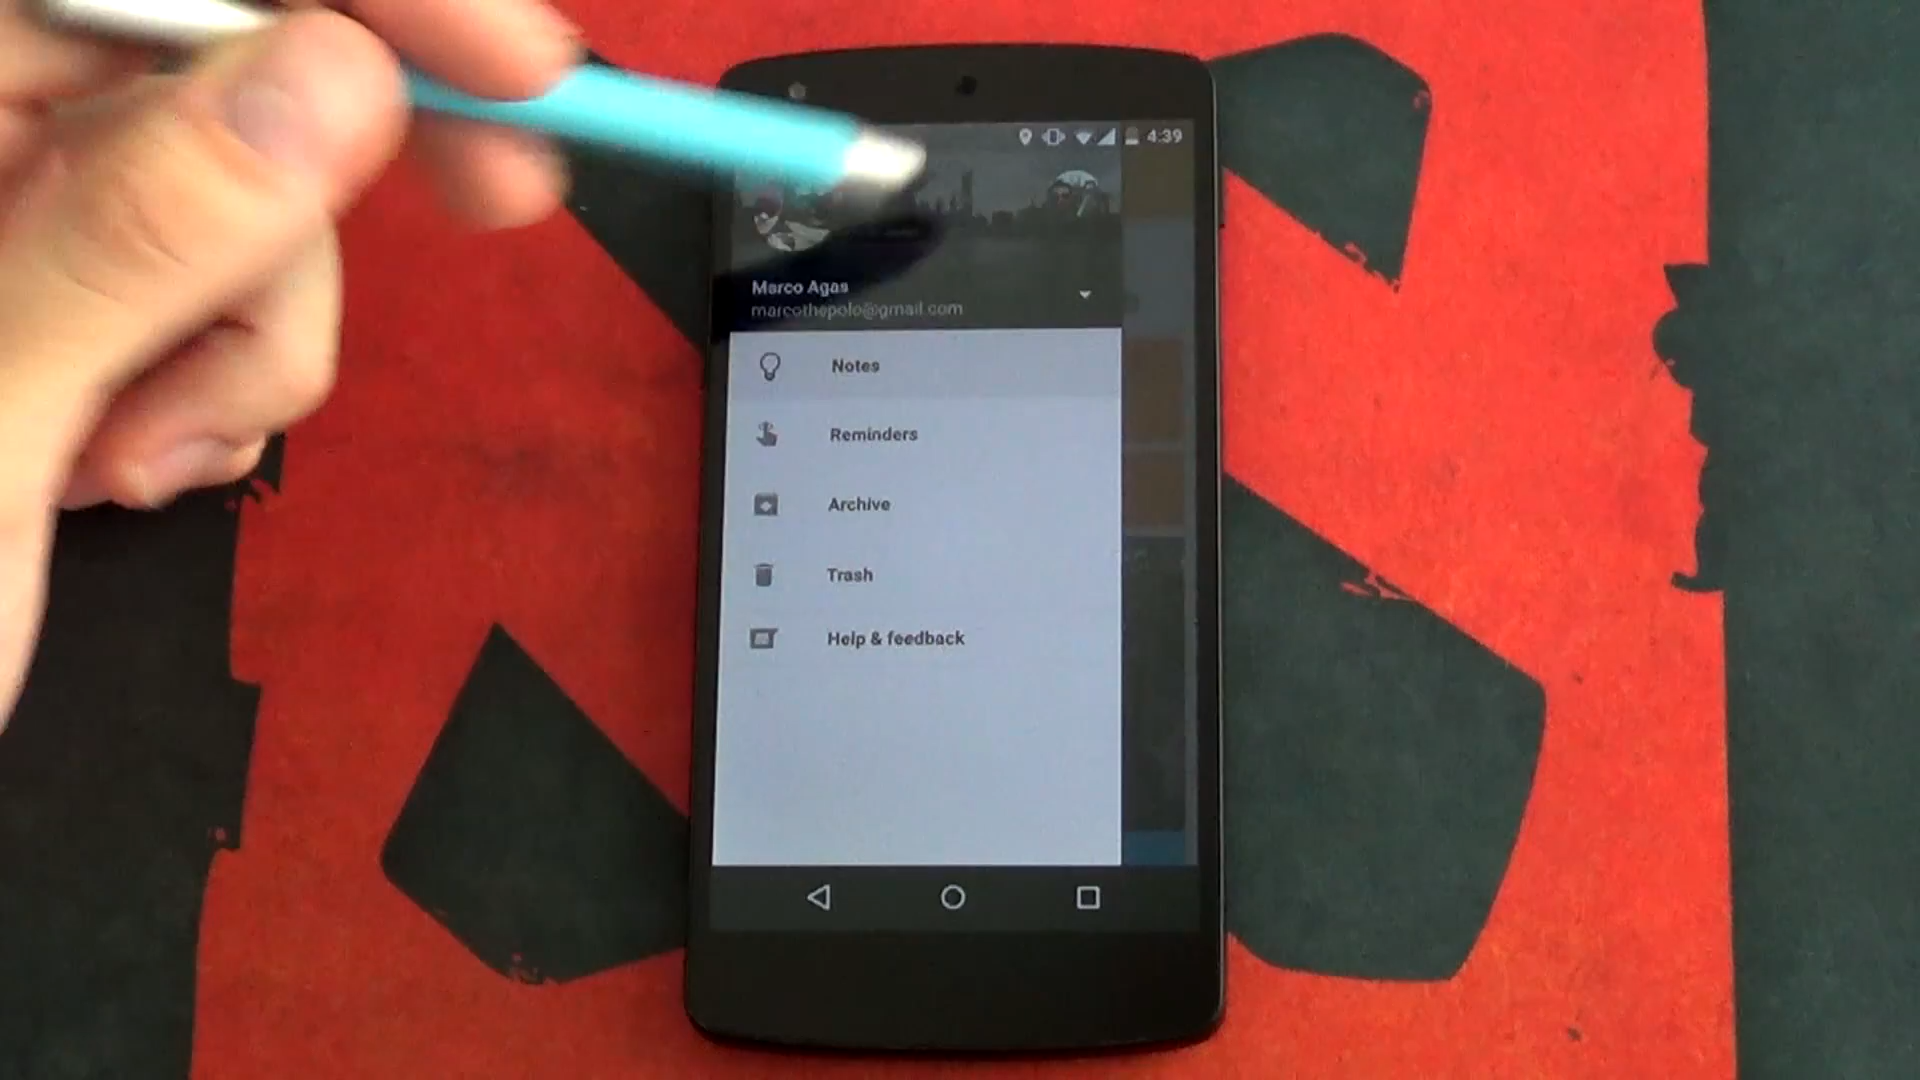 4:39
Marco Agas
marcothepolo@gmail.com
Notes
Reminders
Archive
Trash
Help & feedback